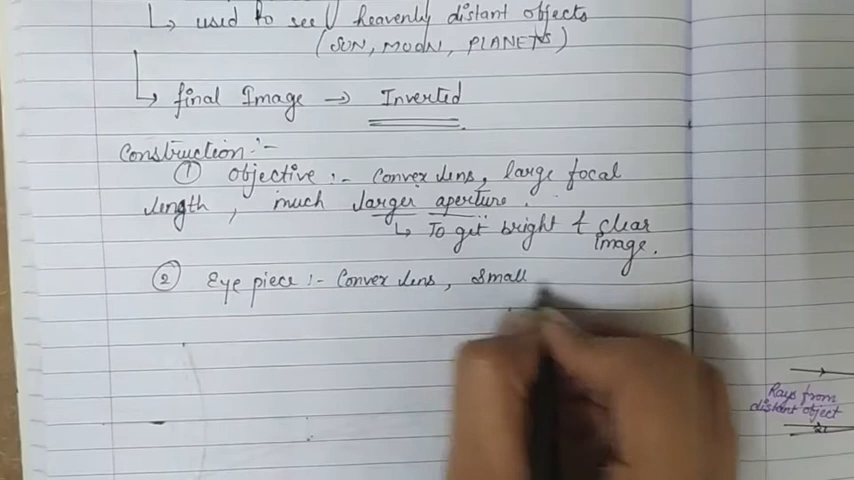 ↳ used to see heavenly distant objects
(SUN, MOON, PLANETS)
↳ final Image → Inverted
Construction :-
① Objective :- Convex lens, large focal
length, much larger aperture.
↳ To get bright & clear
Image.
② Eye piece :- Convex lens, Small
Rays from
distant object